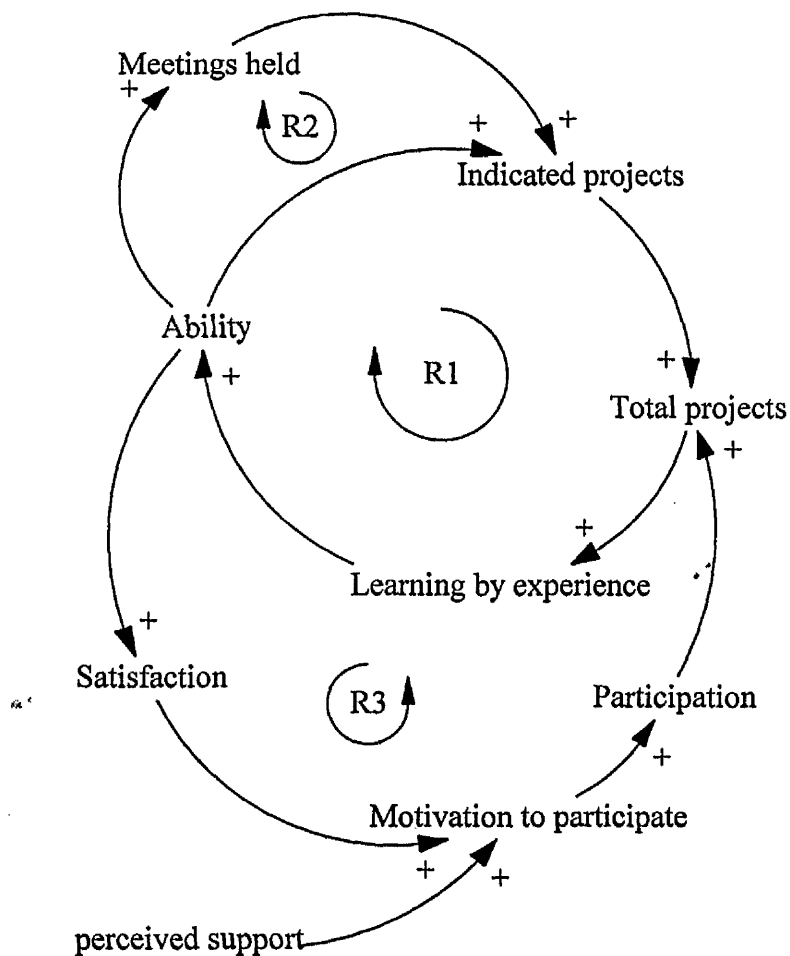 Meetings held
+
R2
+
+
Indicated projects
Ability
+
R1
+
Total projects
+
+
Learning by experience
+
Satisfaction
R3
Participation
+
Motivation to participate
+
+
perceived support